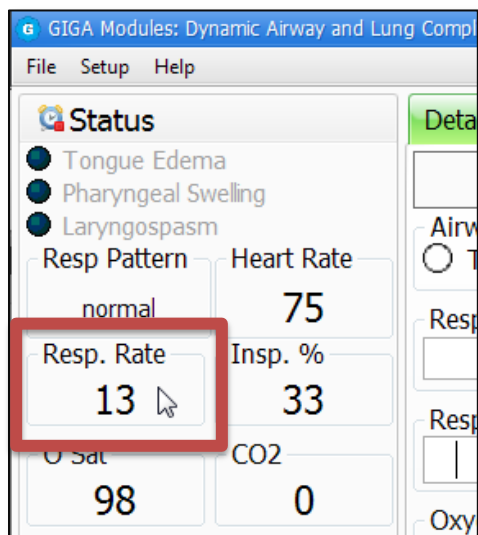 GIGA Modules: Dynamic Airway and Lung Compl
File Setup Help
Status
Deta
Tongue Edema
Pharyngeal Swelling
Laryngospasm
Airw
T
Resp Pattern Heart Rate
normal 75
Resp
Resp. Rate Insp. %
13 33
Resp
O Sat CO2
98 0
Oxy